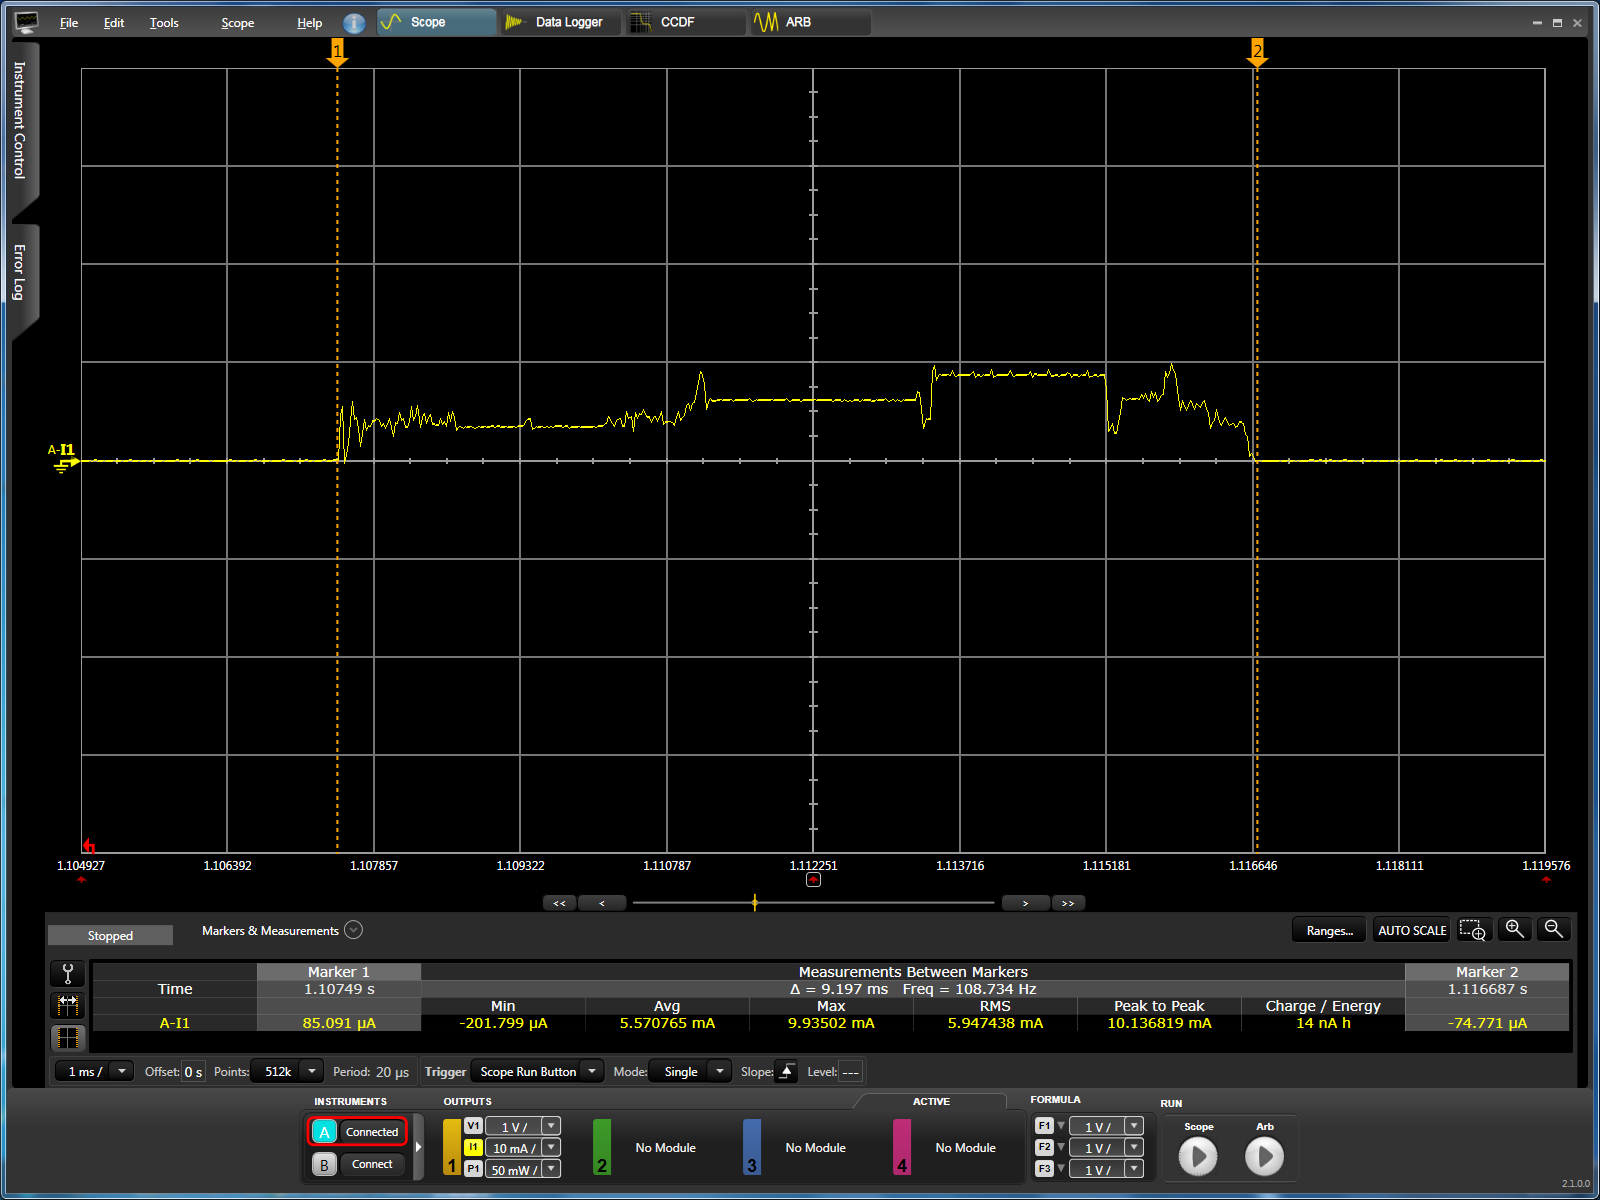 File Edit Tools Scope Help i Scope Data Logger CCDF ARB
Instrument Control
Error Log
1 2
A-I1
1.104927 1.106392 1.107857 1.109322 1.110787 1.112251 1.113716 1.115181 1.116646 1.118111 1.119576
<< < > >>
Stopped Markers & Measurements Ranges... AUTO SCALE
Marker 1 Measurements Between Markers Marker 2
Time 1.10749 s Δ = 9.197 ms Freq = 108.734 Hz 1.116687 s
Min Avg Max RMS Peak to Peak Charge / Energy
A-I1 85.091 µA -201.799 µA 5.570765 mA 9.93502 mA 5.947438 mA 10.136819 mA 14 nA h -74.771 µA
1 ms / Offset: 0 s Points: 512k Period: 20 µs Trigger Scope Run Button Mode: Single Slope: Level: ---
INSTRUMENTS OUTPUTS ACTIVE FORMULA RUN
A Connected
B Connect
1 V1 1 V /
I1 10 mA /
P1 50 mW /
2 No Module
3 No Module
4 No Module
F1 1 V /
F2 1 V /
F3 1 V /
Scope Arb
2.1.0.0